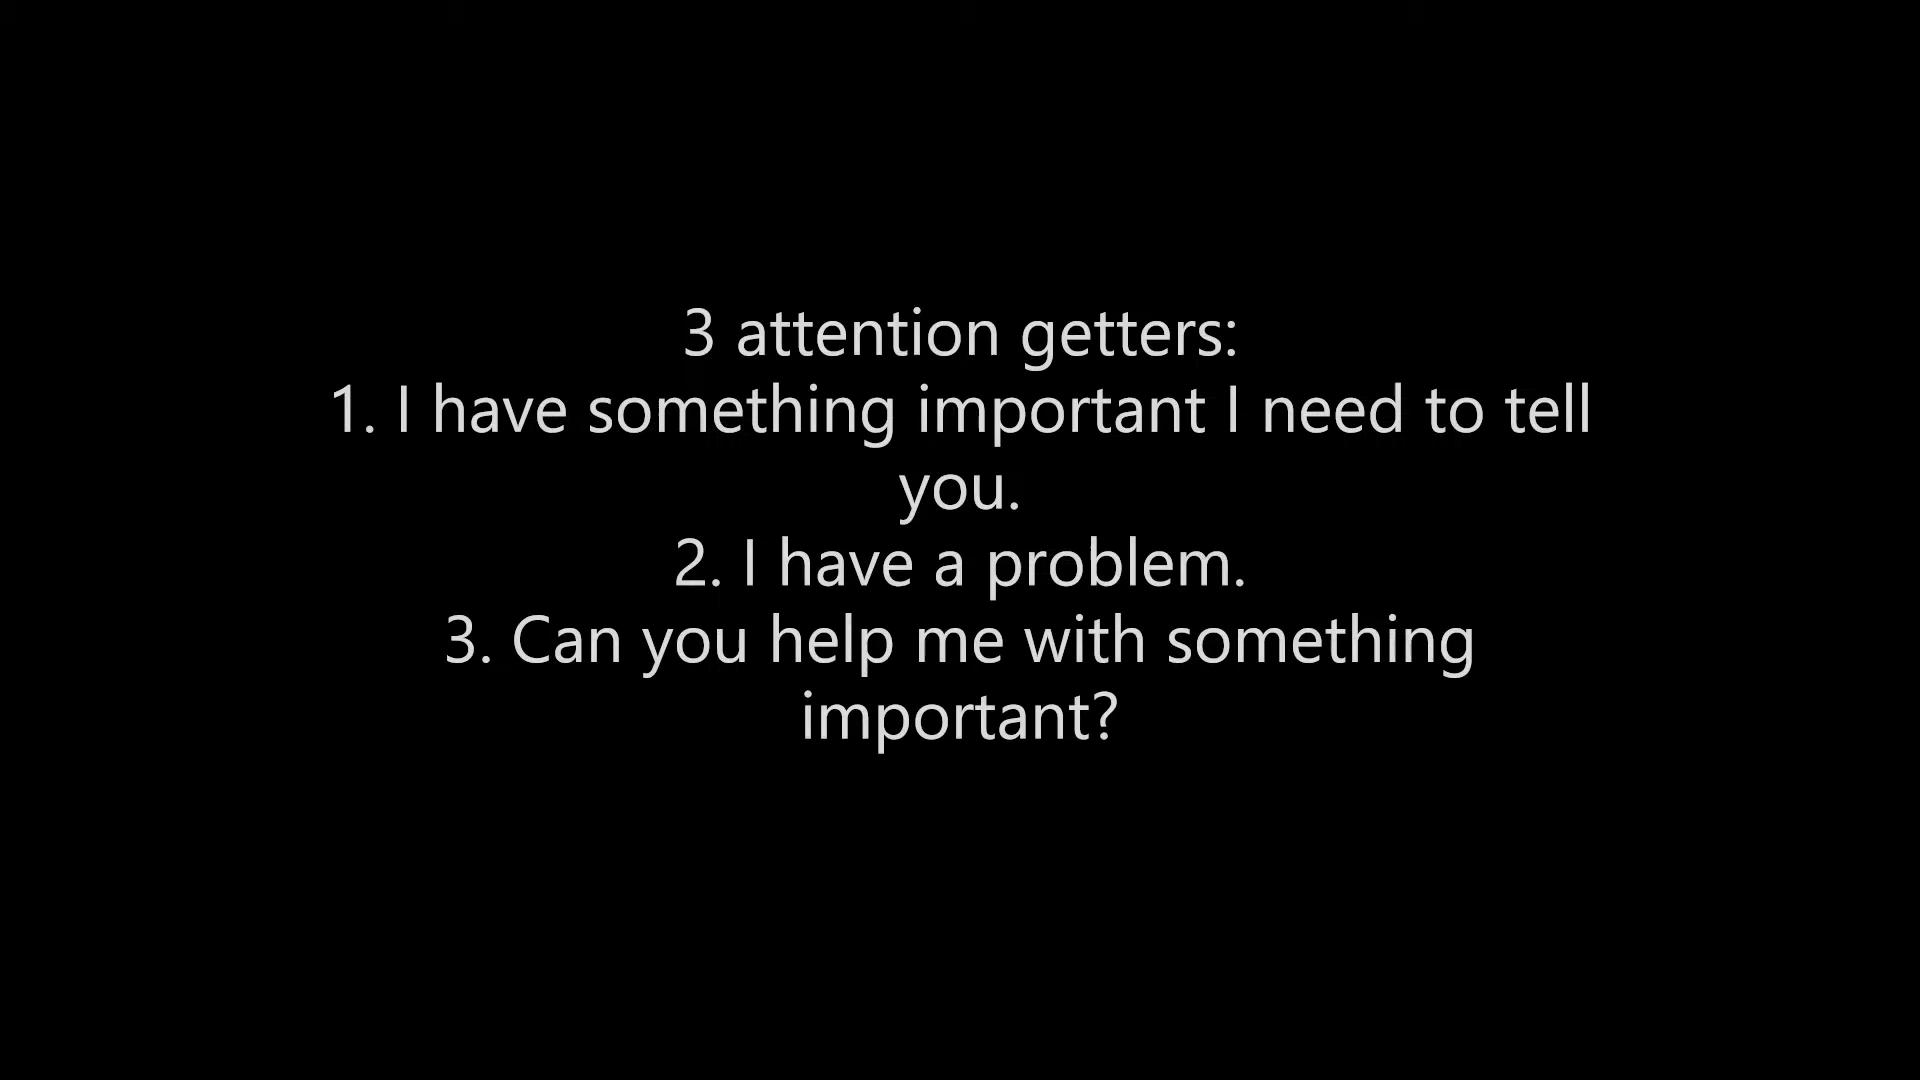 3 attention getters:
1. I have something important I need to tell
you.
2. I have a problem.
3. Can you help me with something
important?